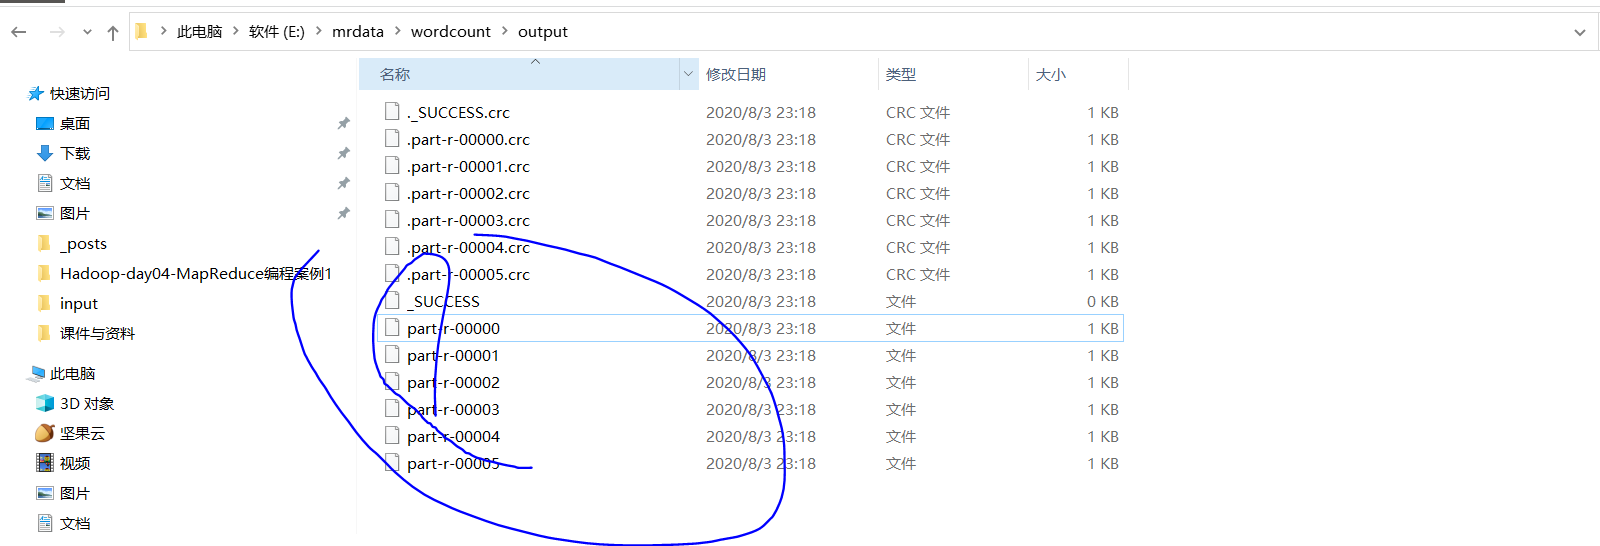 此电脑 软件 (E:) mrdata wordcount output
快速访问
桌面
下载
文档
图片
_posts
Hadoop-day04-MapReduce编程案例1
input
课件与资料
此电脑
3D 对象
坚果云
视频
图片
文档
名称 修改日期 类型 大小
._SUCCESS.crc 2020/8/3 23:18 CRC 文件 1 KB
.part-r-00000.crc 2020/8/3 23:18 CRC 文件 1 KB
.part-r-00001.crc 2020/8/3 23:18 CRC 文件 1 KB
.part-r-00002.crc 2020/8/3 23:18 CRC 文件 1 KB
.part-r-00003.crc 2020/8/3 23:18 CRC 文件 1 KB
.part-r-00004.crc 2020/8/3 23:18 CRC 文件 1 KB
.part-r-00005.crc 2020/8/3 23:18 CRC 文件 1 KB
_SUCCESS 2020/8/3 23:18 文件 0 KB
part-r-00000 2020/8/3 23:18 文件 1 KB
part-r-00001 2020/8/3 23:18 文件 1 KB
part-r-00002 2020/8/3 23:18 文件 1 KB
part-r-00003 2020/8/3 23:18 文件 1 KB
part-r-00004 2020/8/3 23:18 文件 1 KB
part-r-00005 2020/8/3 23:18 文件 1 KB